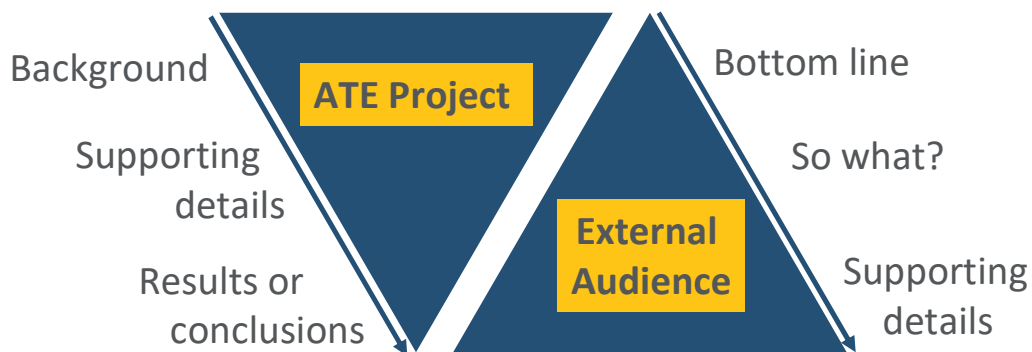 Background
ATE Project
Supporting
details
Results or
conclusions
Bottom line
So what?
External
Audience
Supporting
details